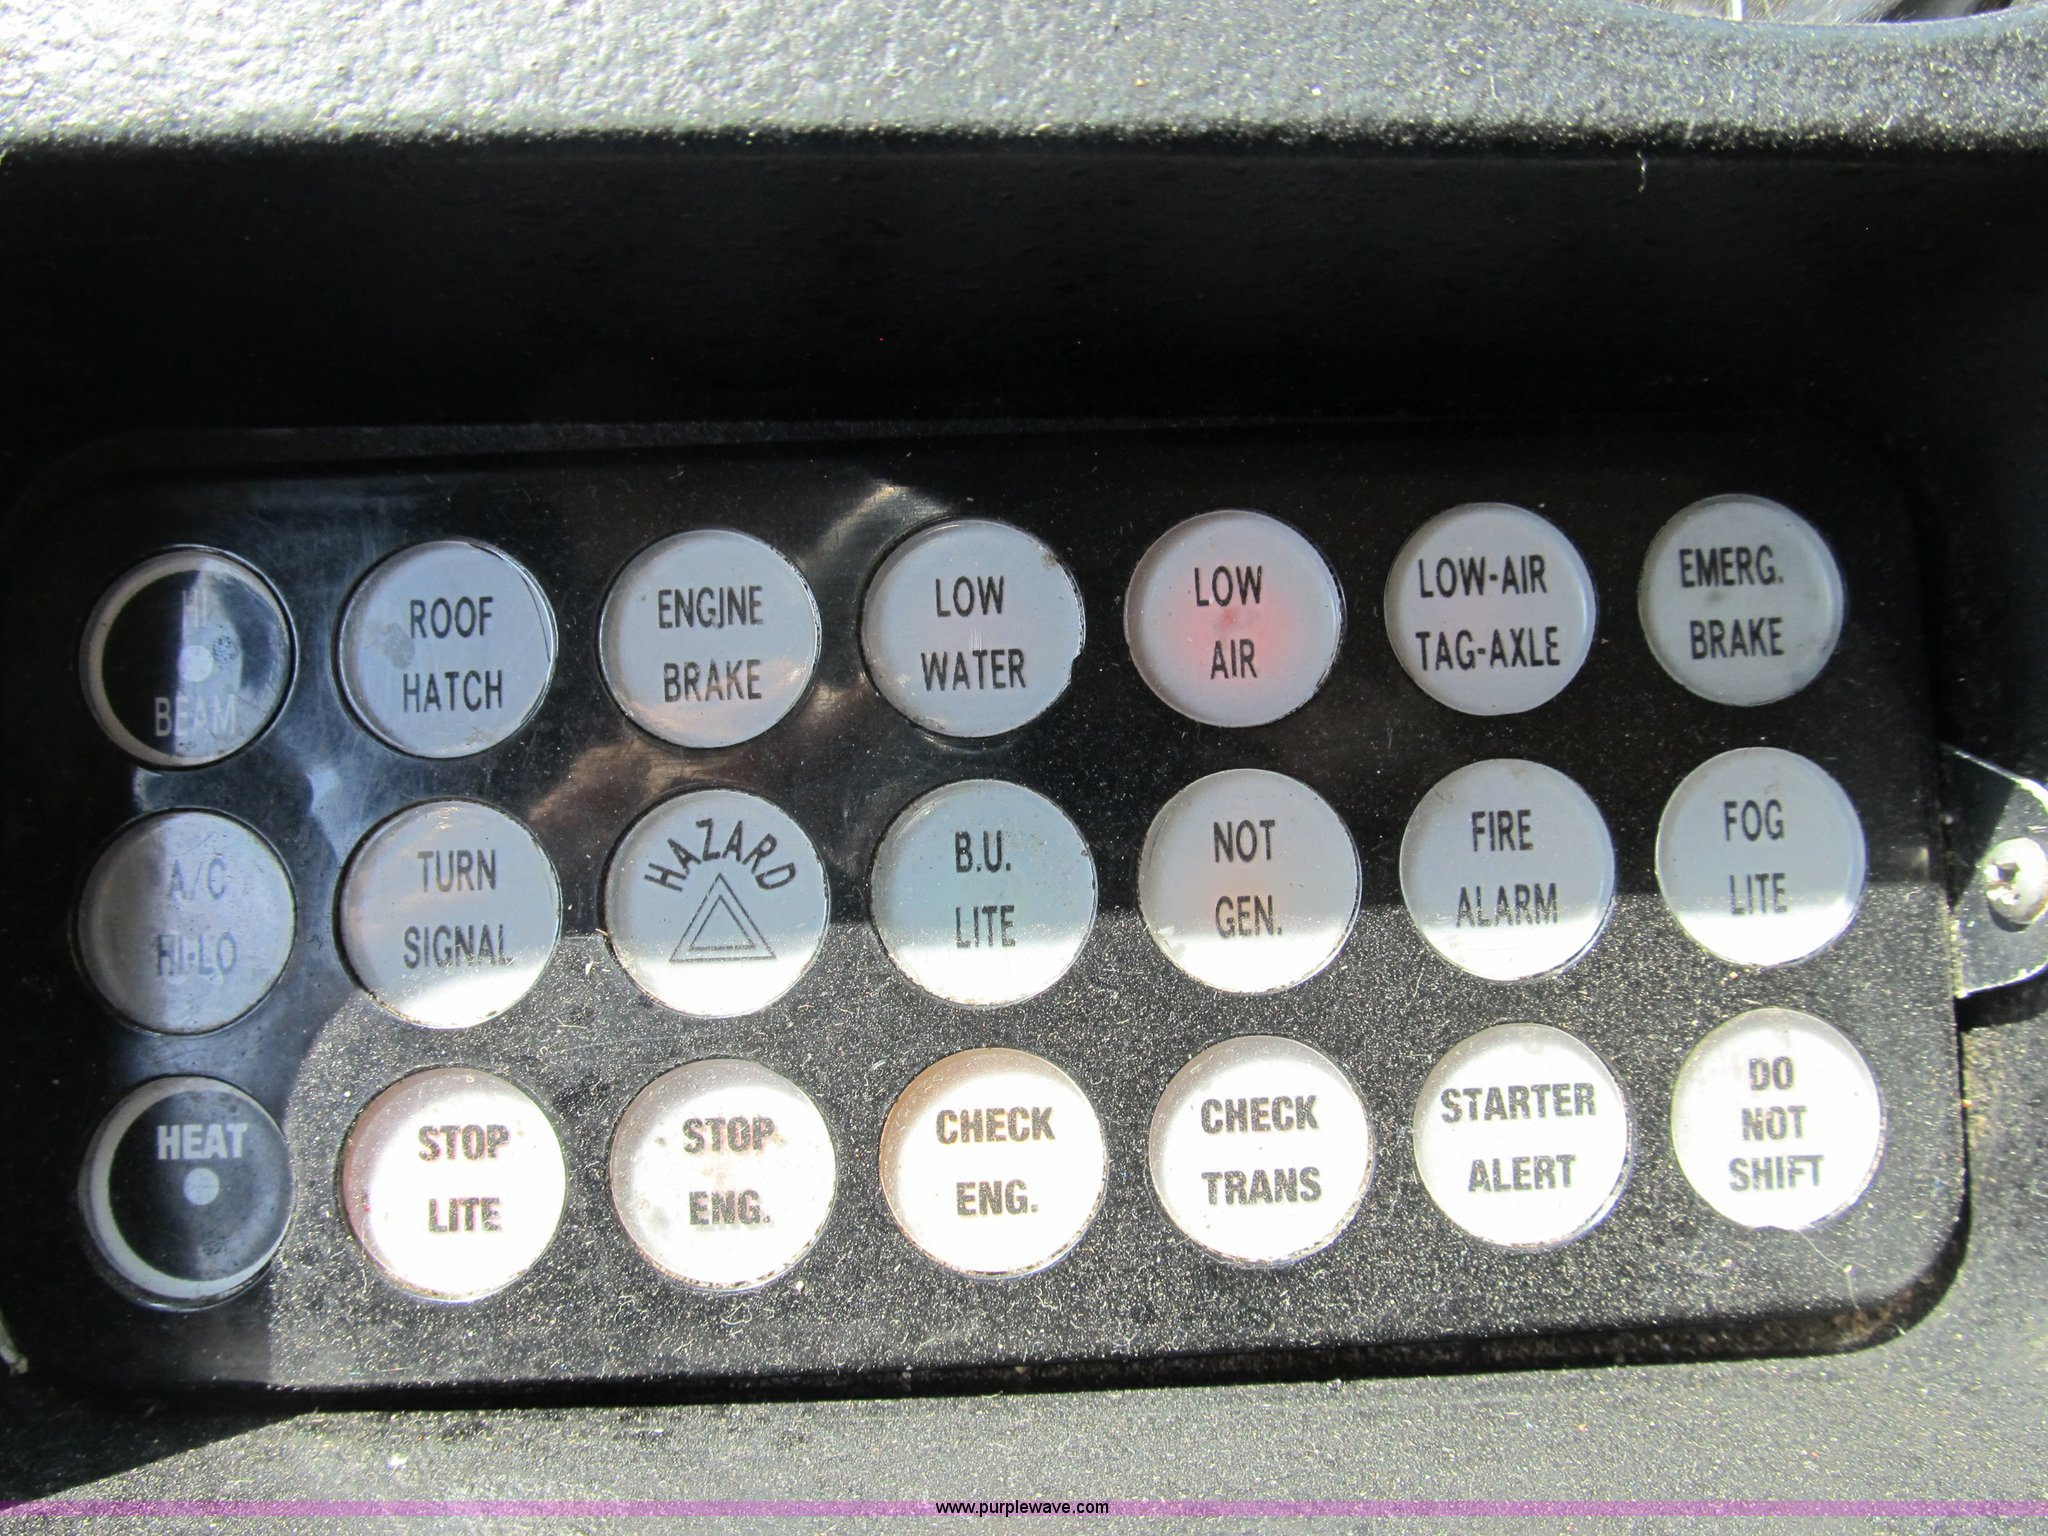 HI
BEAM
ROOF
HATCH
ENGINE
BRAKE
LOW
WATER
LOW
AIR
LOW-AIR
TAG-AXLE
EMERG.
BRAKE
A/C
HI-LO
TURN
SIGNAL
HAZARD
B.U.
LITE
NOT
GEN.
FIRE
ALARM
FOG
LITE
HEAT
STOP
LITE
STOP
ENG.
CHECK
ENG.
CHECK
TRANS
STARTER
ALERT
DO
NOT
SHIFT
www.purplewave.com